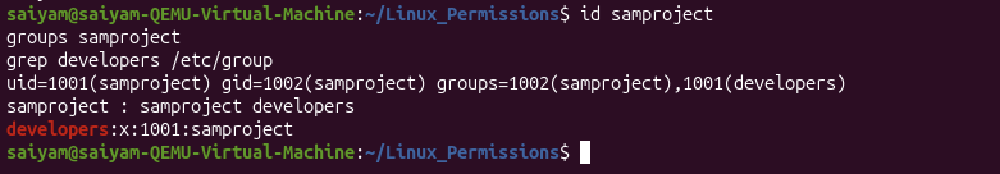 saiyam@saiyam-QEMU-Virtual-Machine:~/Linux_Permissions$ id samproject
groups samproject
grep developers /etc/group
uid=1001(samproject) gid=1002(samproject) groups=1002(samproject),1001(developers)
samproject : samproject developers
developers:x:1001:samproject
saiyam@saiyam-QEMU-Virtual-Machine:~/Linux_Permissions$